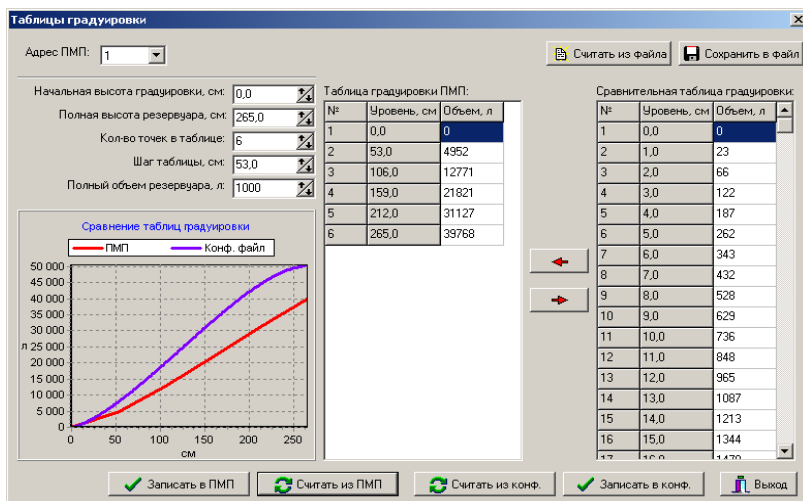 Таблицы градуировки
Адрес ПМП: 1
Считать из файла
Сохранить в файл
Начальная высота градуировки, см: 0,0
Полная высота резервуара, см: 265,0
Кол-во точек в таблице: 6
Шаг таблицы, см: 53,0
Полный объем резервуара, л: 1000
Таблица градуировки ПМП:
№ Уровень, см Объем, л
1 0,0 0
2 53,0 4952
3 106,0 12771
4 159,0 21821
5 212,0 31127
6 265,0 39768
Сравнительная таблица градуировки:
№ Уровень, см Объем, л
1 0,0 0
2 1,0 23
3 2,0 66
4 3,0 122
5 4,0 187
6 5,0 262
7 6,0 343
8 7,0 432
9 8,0 528
10 9,0 629
11 10,0 736
12 11,0 848
13 12,0 965
14 13,0 1087
15 14,0 1213
16 15,0 1344
17 16,0 1470
Сравнение таблиц градуировки
ПМП Конф. файл
50 000
45 000
40 000
35 000
30 000
25 000
20 000
15 000
10 000
5 000
0
л
0 50 100 150 200 250
см
Записать в ПМП
Считать из ПМП
Считать из конф.
Записать в конф.
Выход